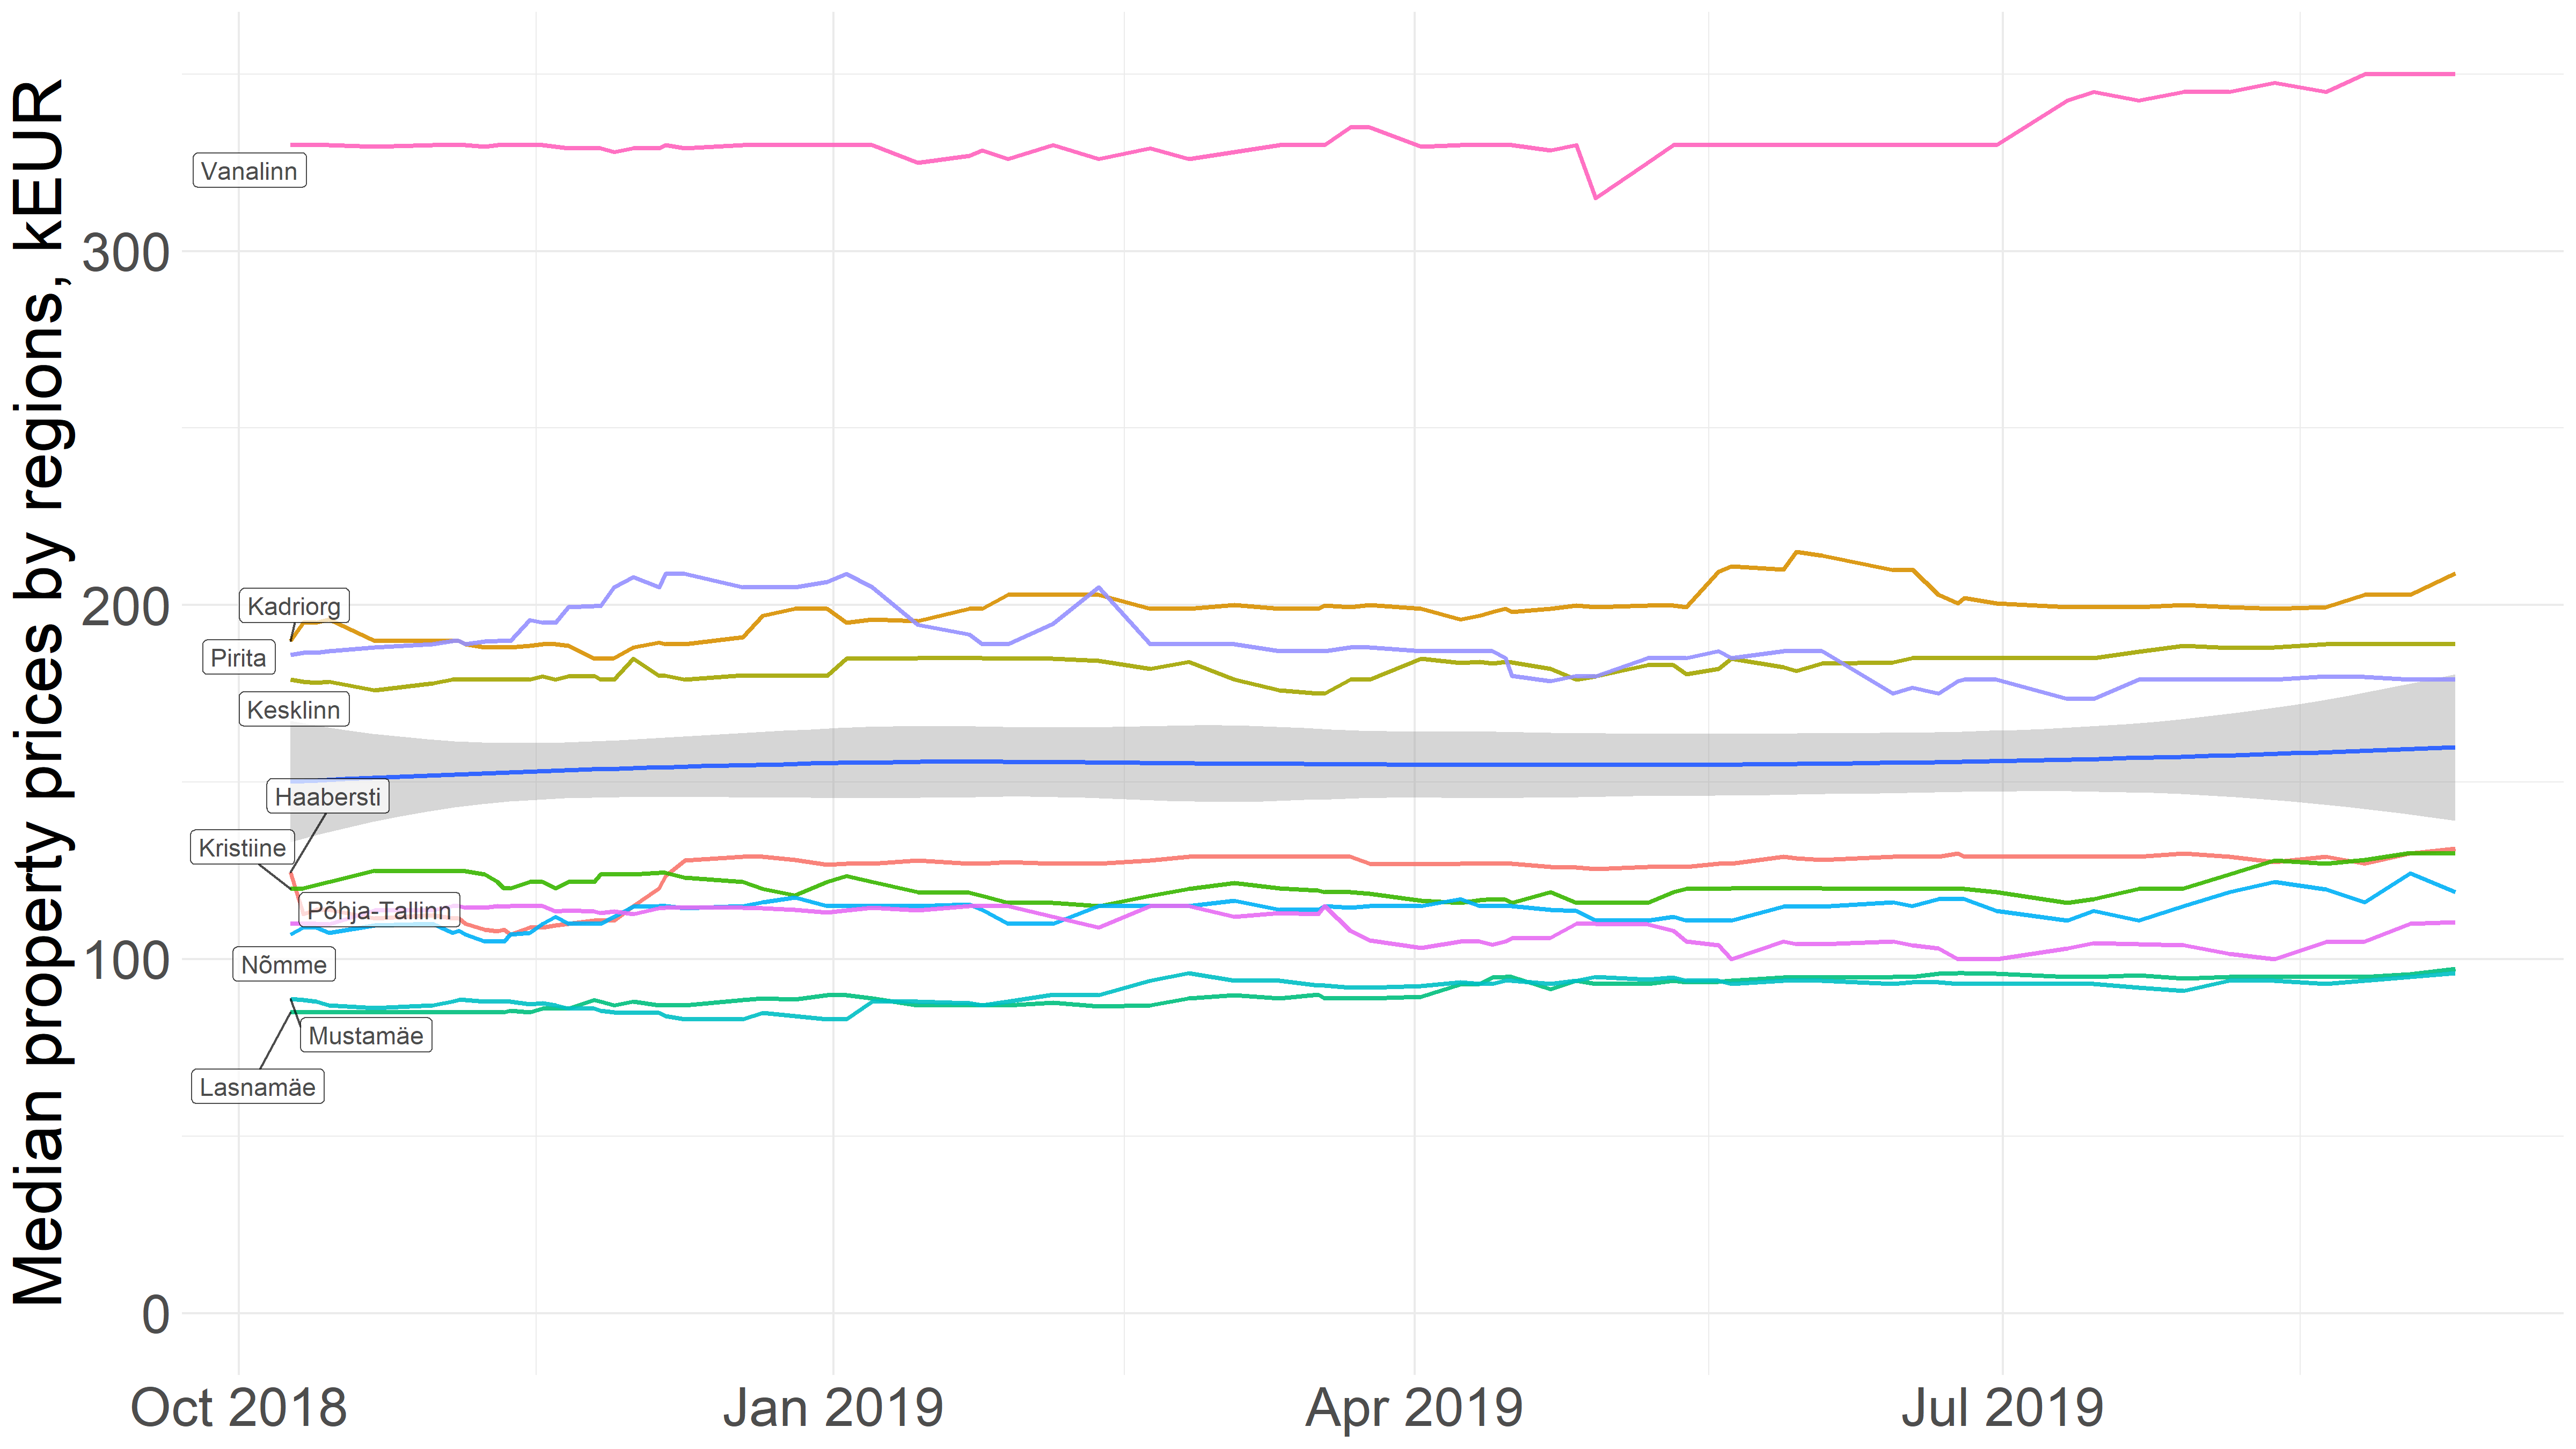 Median property prices by regions, kEUR
300
200
100
0
Vanalinn
Kadriorg
Pirita
Kesklinn
Haabersti
Kristiine
Põhja-Tallinn
Nõmme
Mustamäe
Lasnamäe
Oct 2018
Jan 2019
Apr 2019
Jul 2019